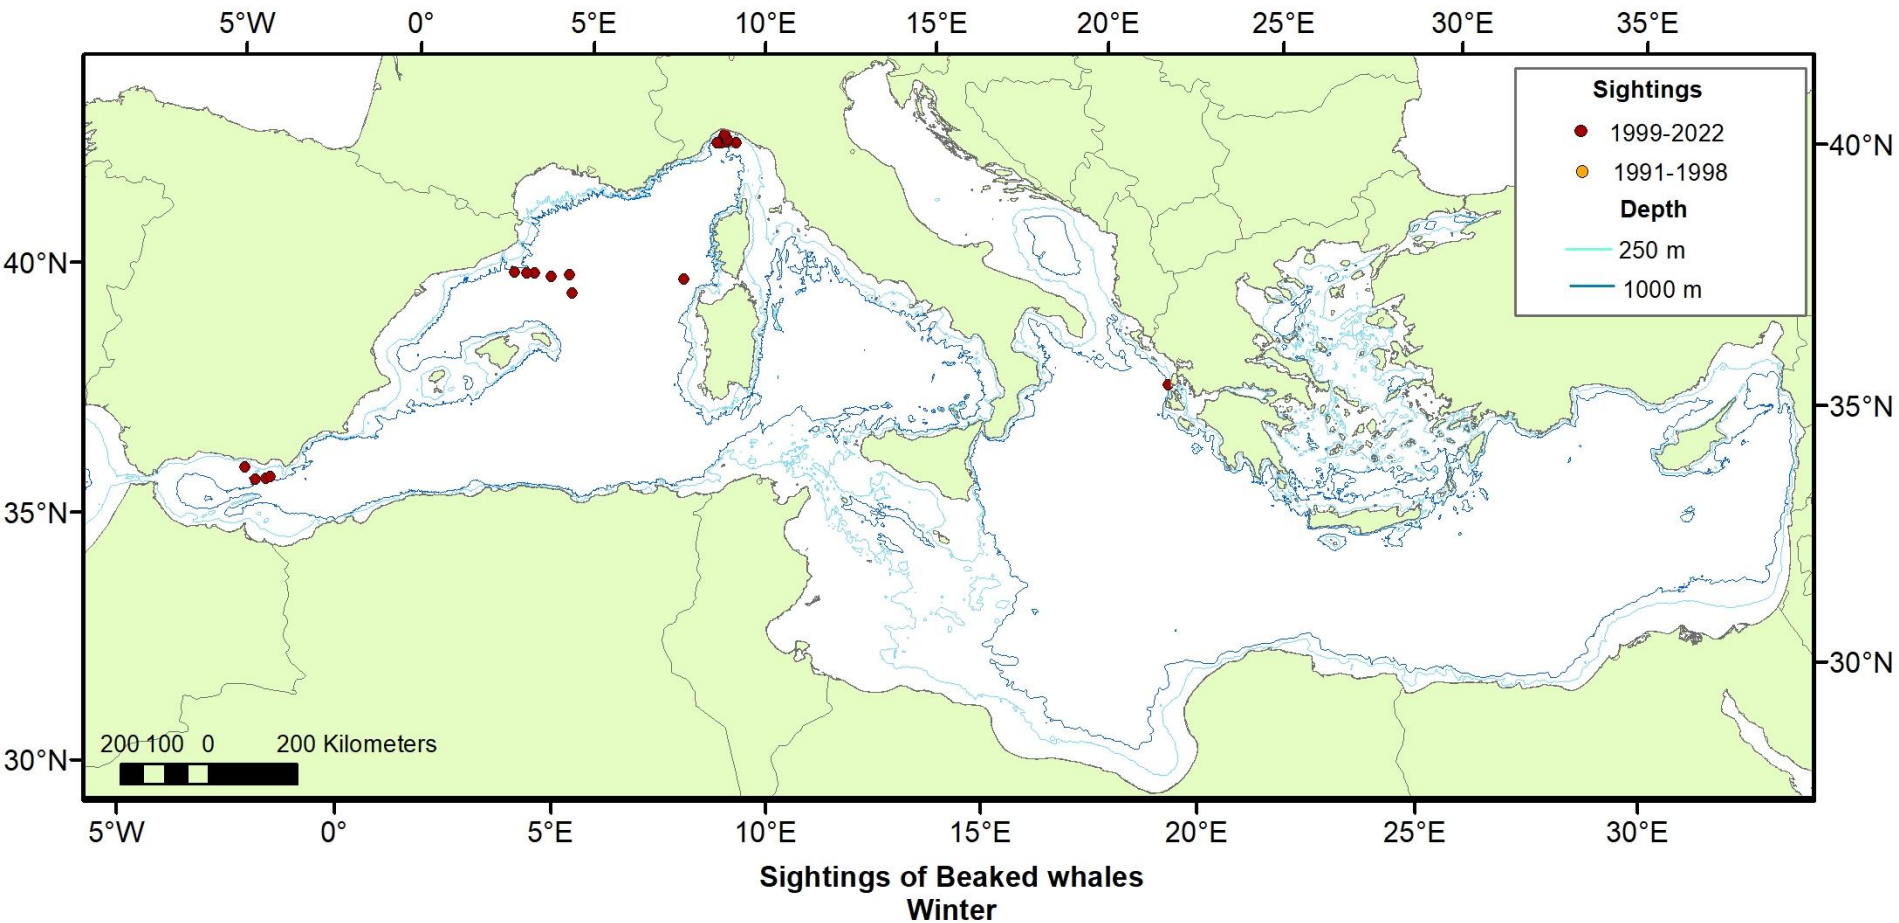 5°W 0° 5°E 10°E 15°E 20°E 25°E 30°E 35°E
Sightings
1999-2022
1991-1998
Depth
250 m
1000 m
40°N
40°N
35°N
35°N
30°N
30°N
200 100 0 200 Kilometers
5°W 0° 5°E 10°E 15°E 20°E 25°E 30°E
Sightings of Beaked whales
Winter